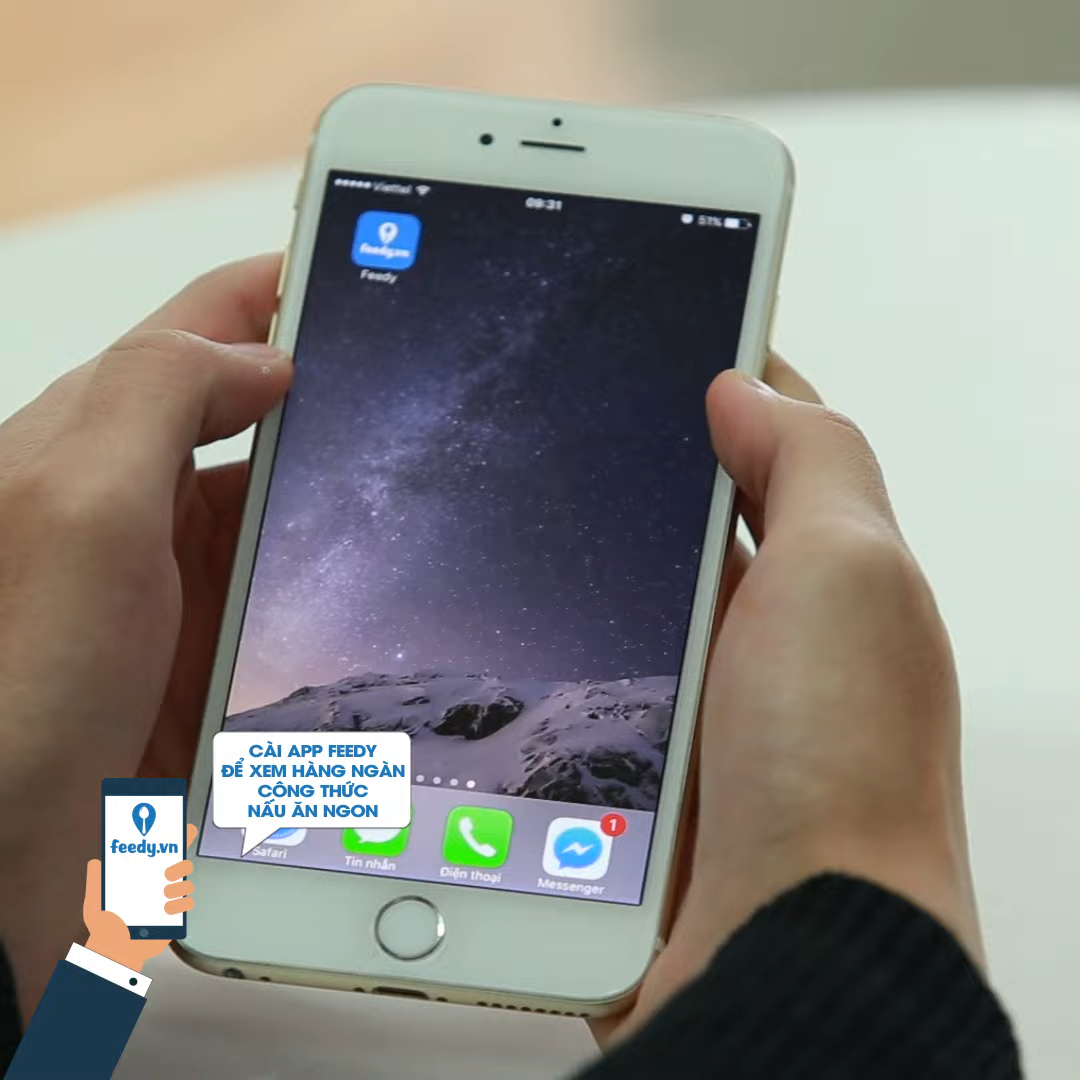 Viettel
09:31
51%
feedy.vn
Feedy
CÀI APP FEEDY
ĐỂ XEM HÀNG NGÀN
CÔNG THỨC
NẤU ĂN NGON
feedy.vn
Safari
Tin nhắn
Điện thoại
1
Messenger